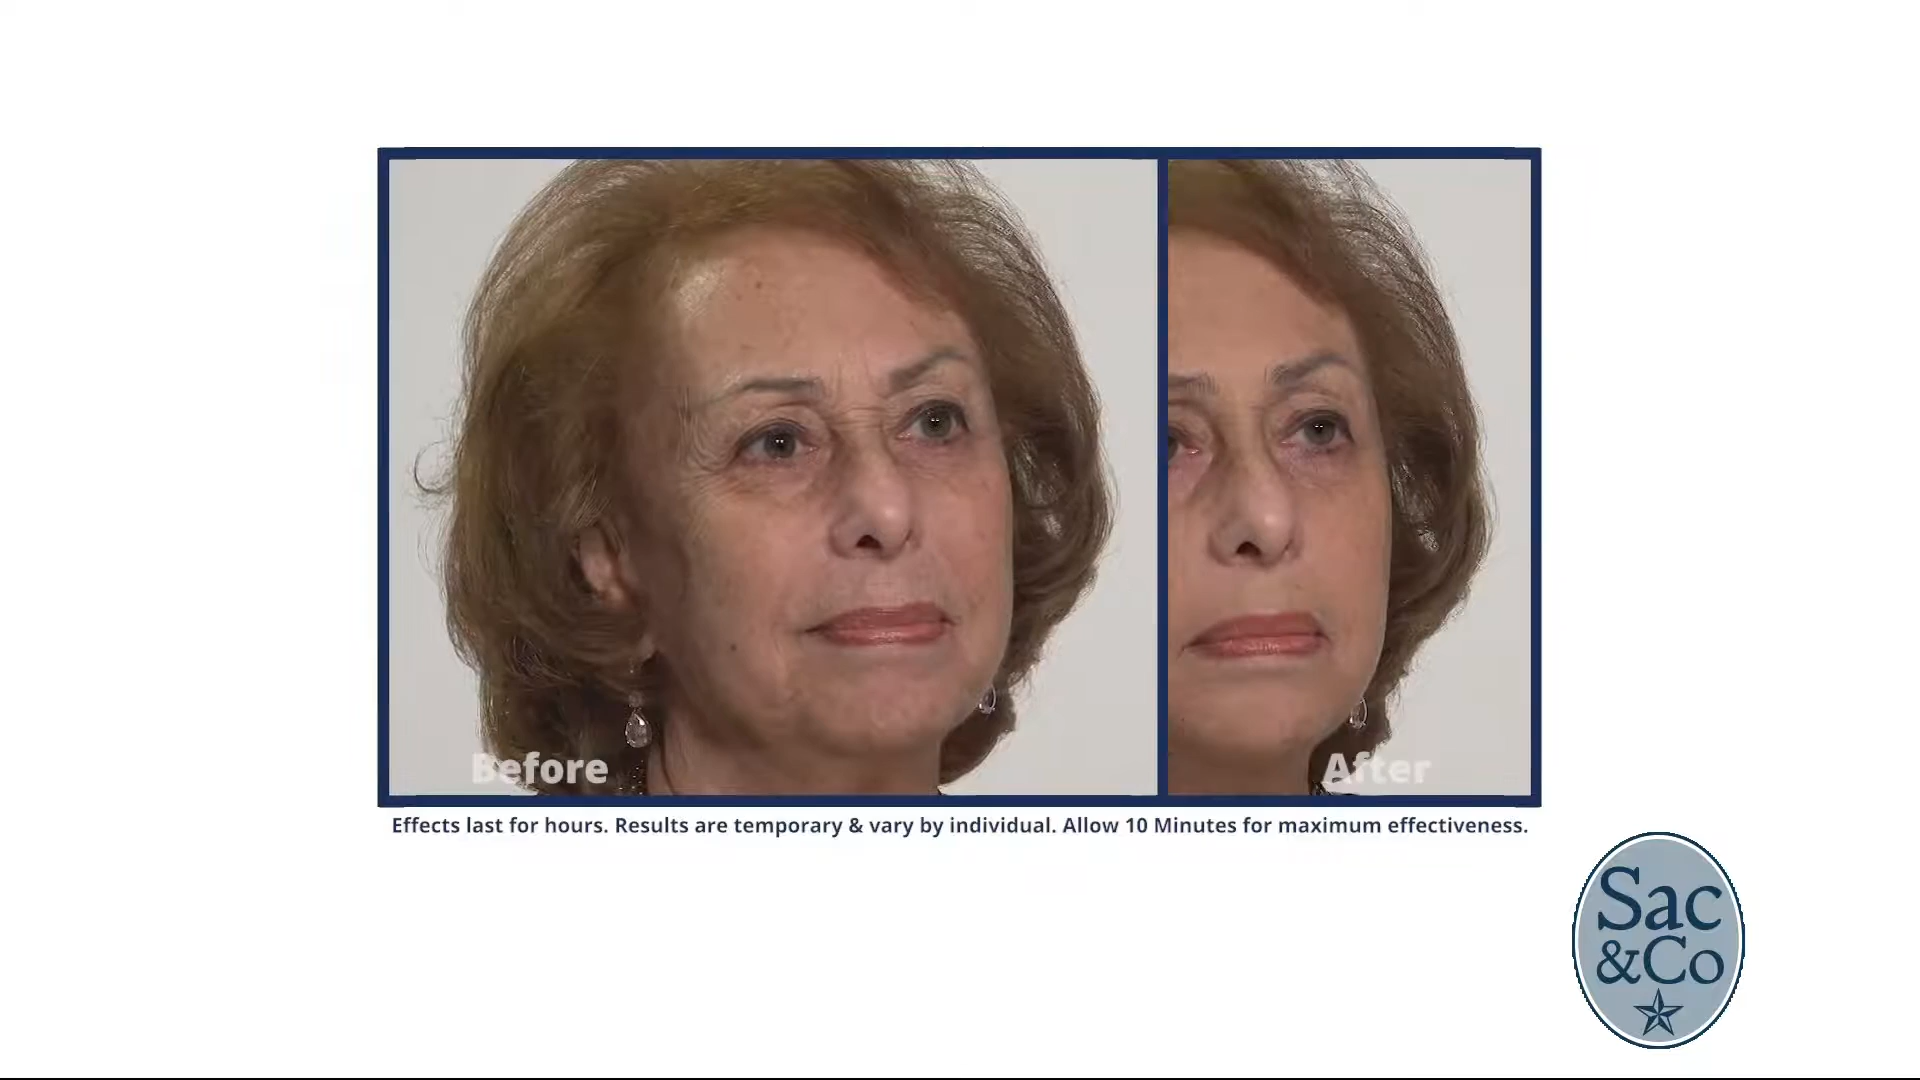 Before
After
Effects last for hours. Results are temporary & vary by individual. Allow 10 Minutes for maximum effectiveness.
Sac
&Co